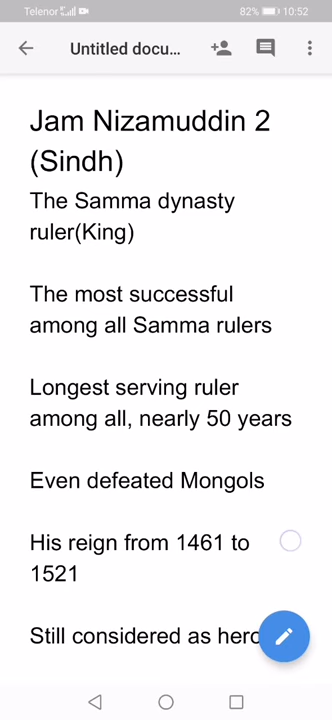 Telenor 82% 10:52
Untitled docu...
Jam Nizamuddin 2
(Sindh)
The Samma dynasty
ruler(King)
The most successful
among all Samma rulers
Longest serving ruler
among all, nearly 50 years
Even defeated Mongols
His reign from 1461 to
1521
Still considered as hero